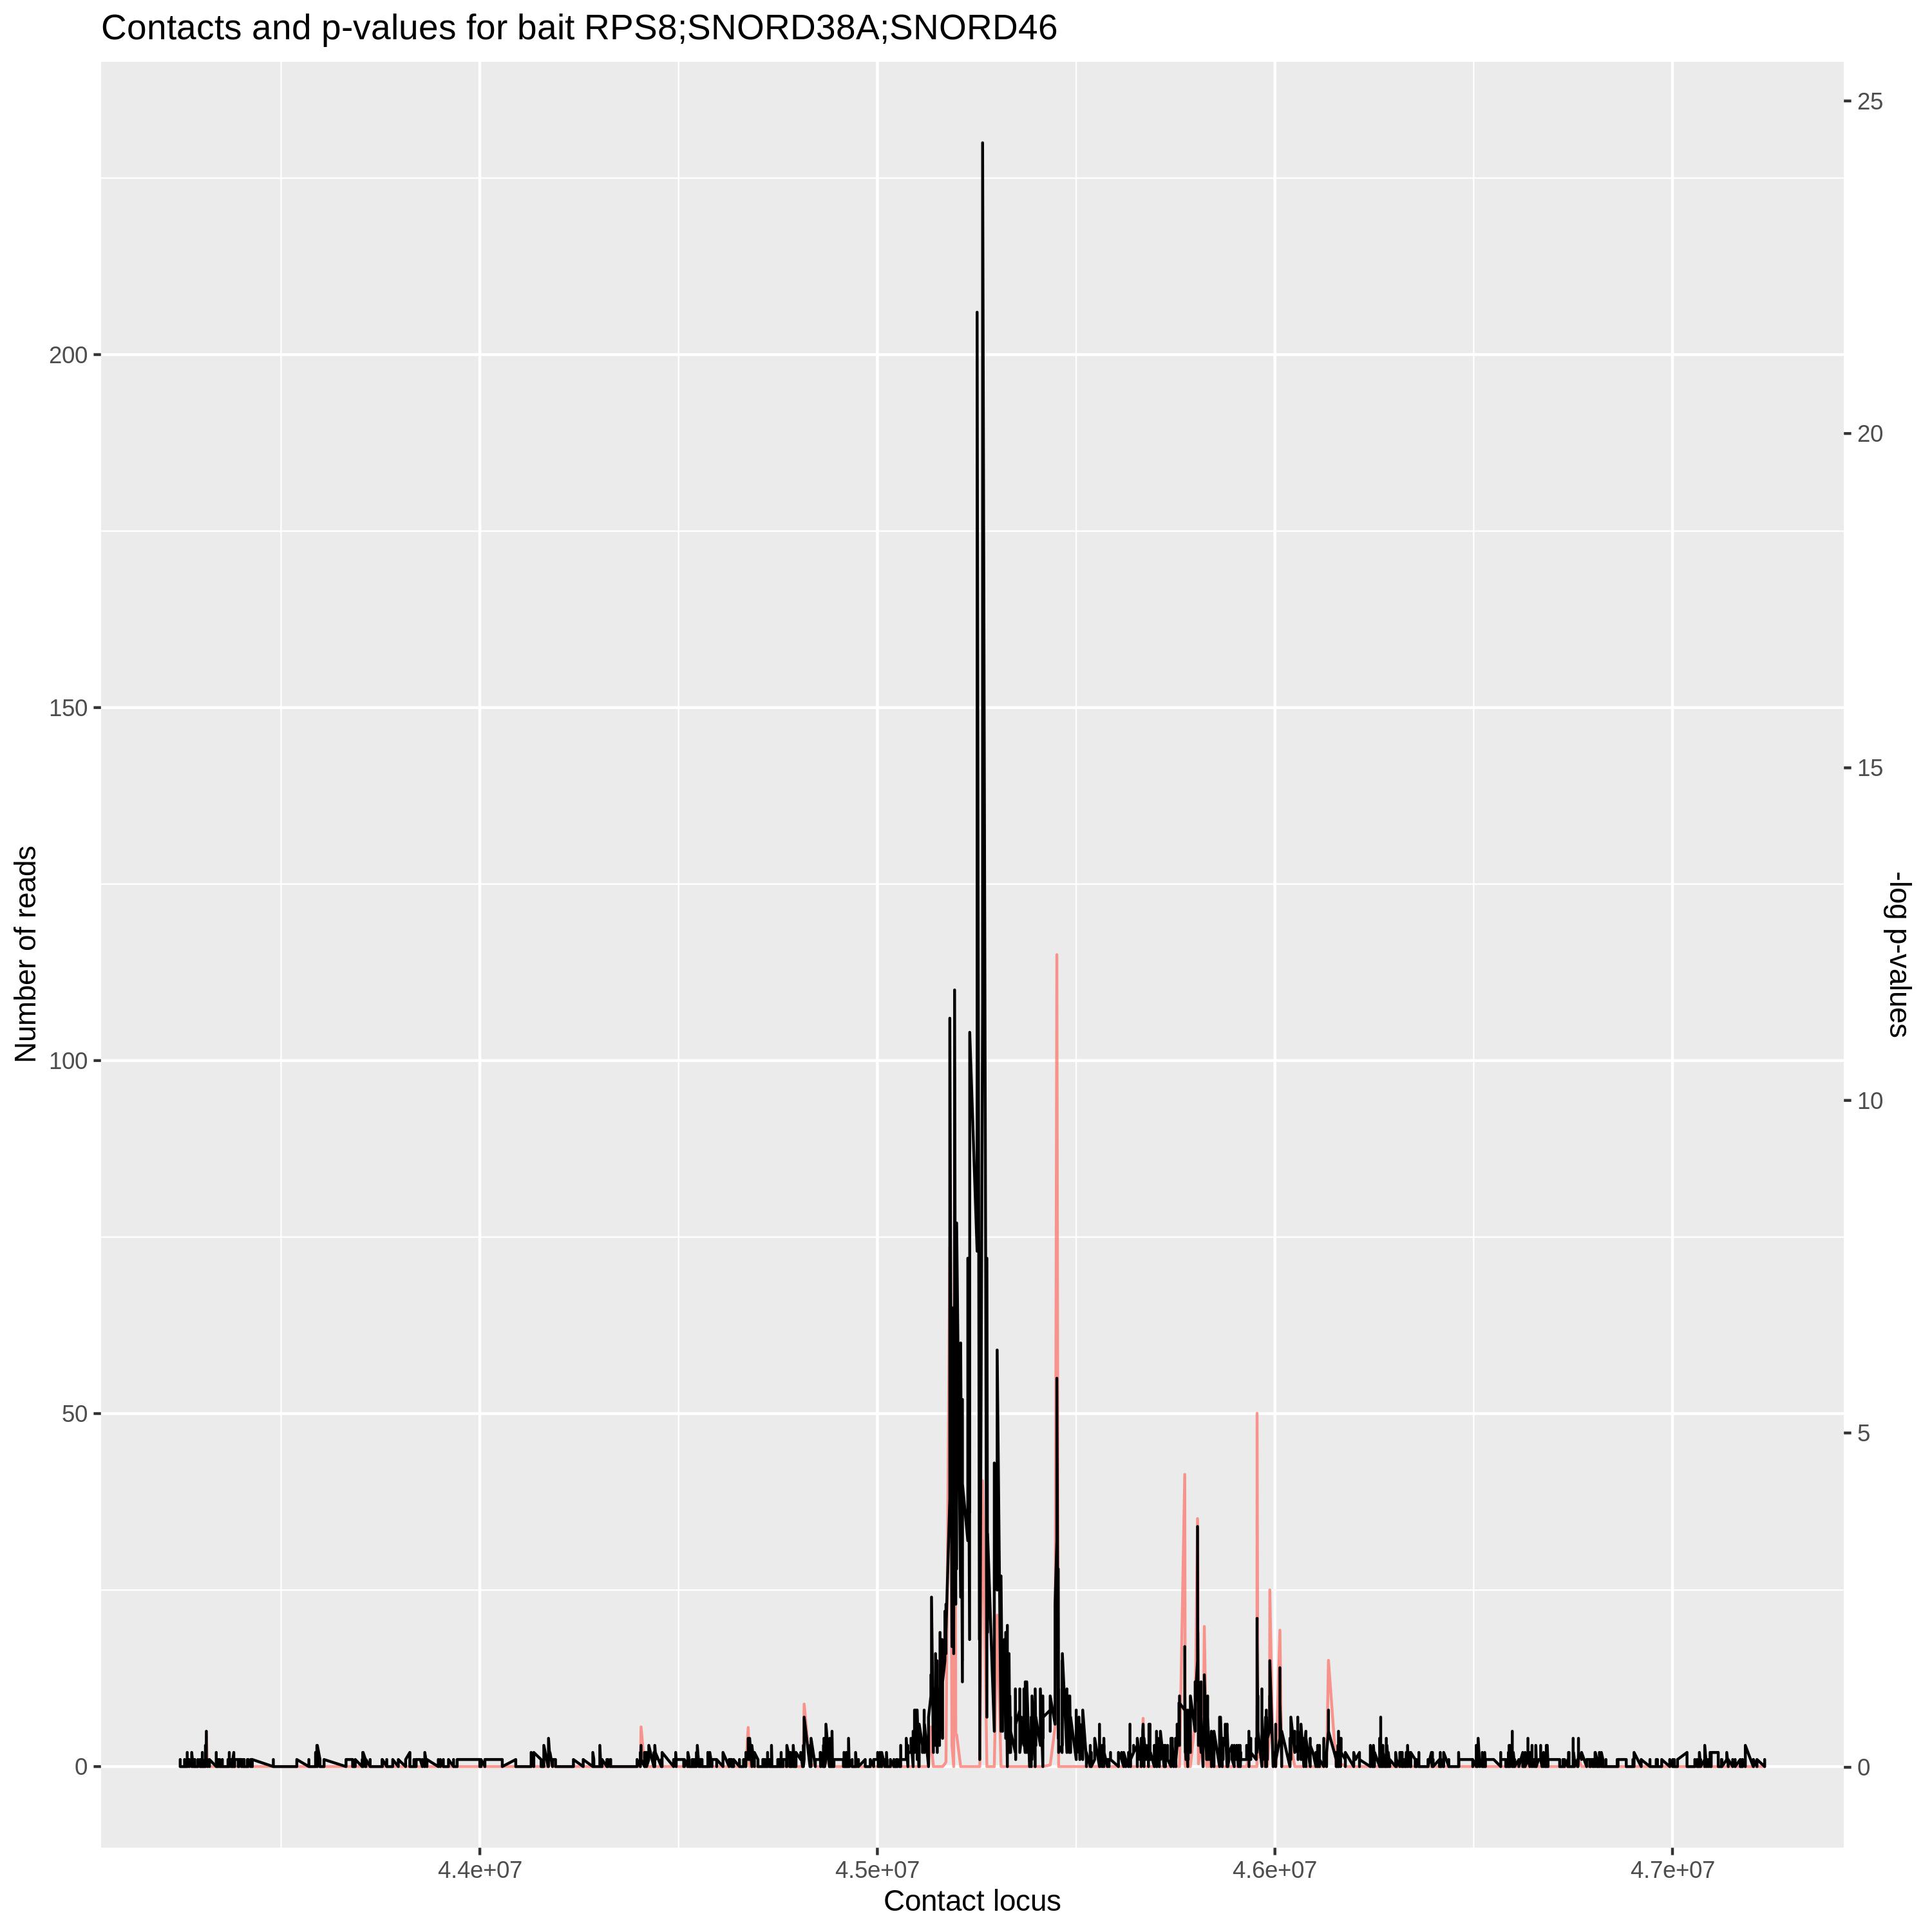 Contacts and p-values for bait RPS8;SNORD38A;SNORD46
Number of reads
200
150
100
50
0
25
20
15
10
5
0
-log p-values
4.4e+07
4.5e+07
4.6e+07
4.7e+07
Contact locus